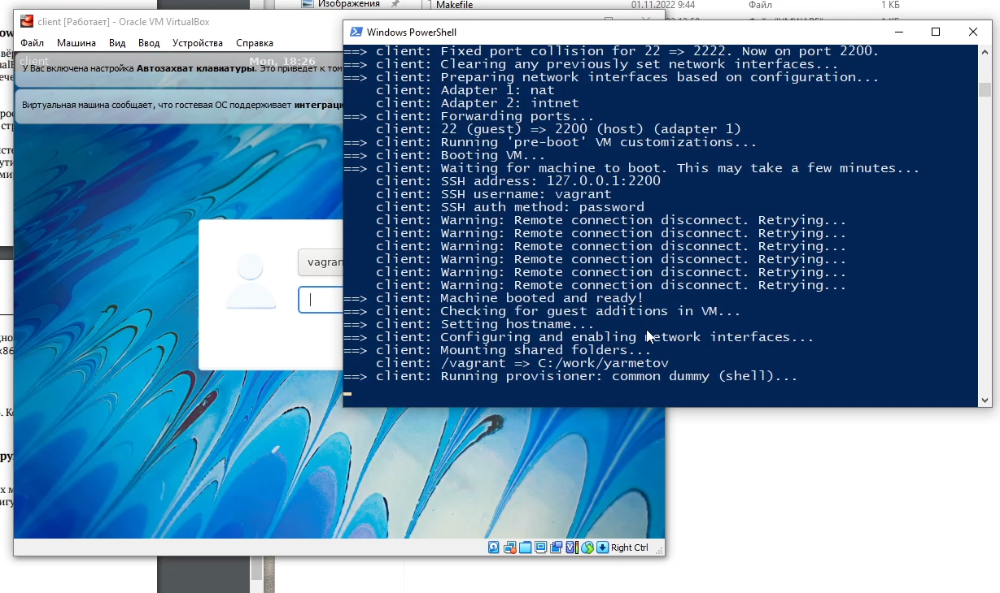 Изображения
Makefile
01.11.2022 9:44
Файл
1 КБ
client [Работает] - Oracle VM VirtualBox
Файл Машина Вид Ввод Устройства Справка
client
Mon, 18:26
У Вас включена настройка Автозахват клавиатуры. Это приведет к том
Виртуальная машина сообщает, что гостевая ОС поддерживает интеграци
vagran
Right Ctrl
Windows PowerShell
==> client: Fixed port collision for 22 => 2222. Now on port 2200.
==> client: Clearing any previously set network interfaces...
==> client: Preparing network interfaces based on configuration...
client: Adapter 1: nat
client: Adapter 2: intnet
==> client: Forwarding ports...
client: 22 (guest) => 2200 (host) (adapter 1)
==> client: Running 'pre-boot' VM customizations...
==> client: Booting VM...
==> client: Waiting for machine to boot. This may take a few minutes...
client: SSH address: 127.0.0.1:2200
client: SSH username: vagrant
client: SSH auth method: password
client: Warning: Remote connection disconnect. Retrying...
client: Warning: Remote connection disconnect. Retrying...
client: Warning: Remote connection disconnect. Retrying...
client: Warning: Remote connection disconnect. Retrying...
client: Warning: Remote connection disconnect. Retrying...
client: Warning: Remote connection disconnect. Retrying...
==> client: Machine booted and ready!
==> client: Checking for guest additions in VM...
==> client: Setting hostname...
==> client: Configuring and enabling network interfaces...
==> client: Mounting shared folders...
client: /vagrant => C:/work/yarmetov
==> client: Running provisioner: common dummy (shell)...